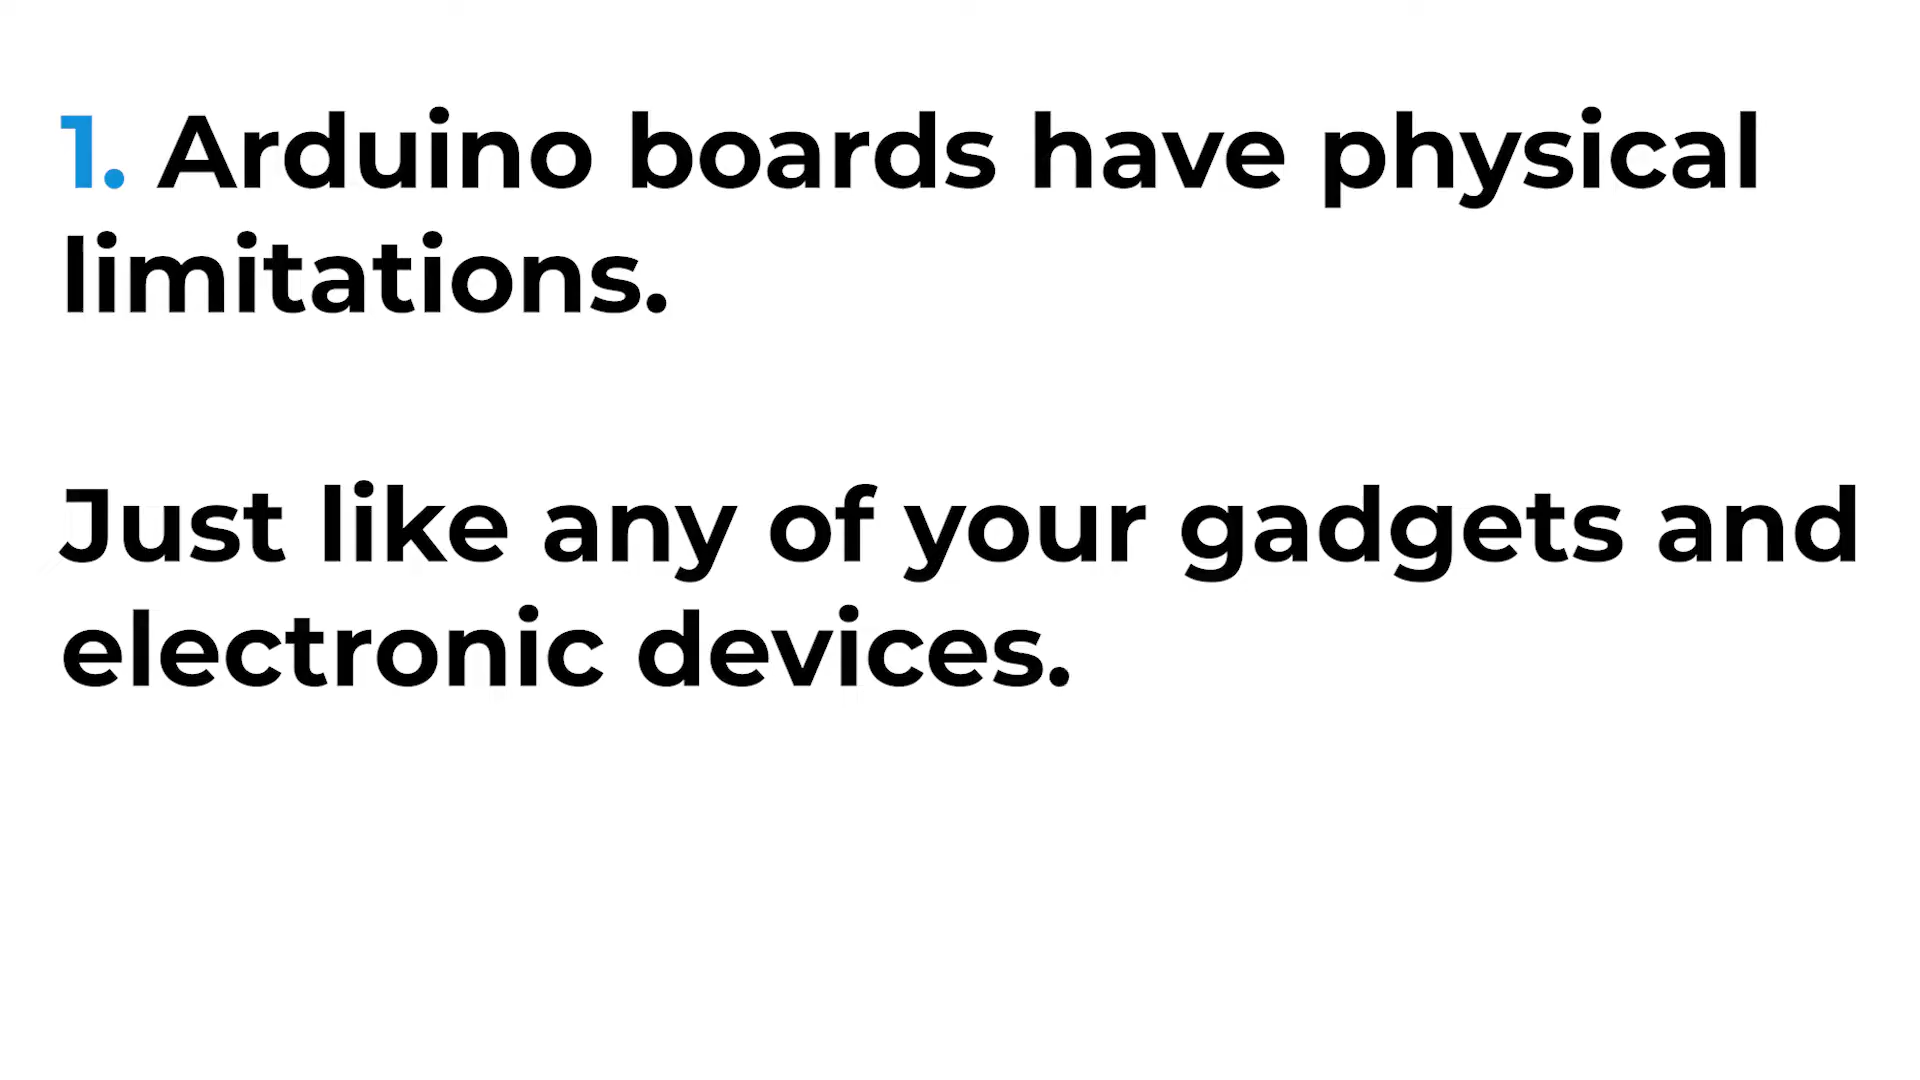 1. Arduino boards have physical
limitations.
Just like any of your gadgets and
electronic devices.